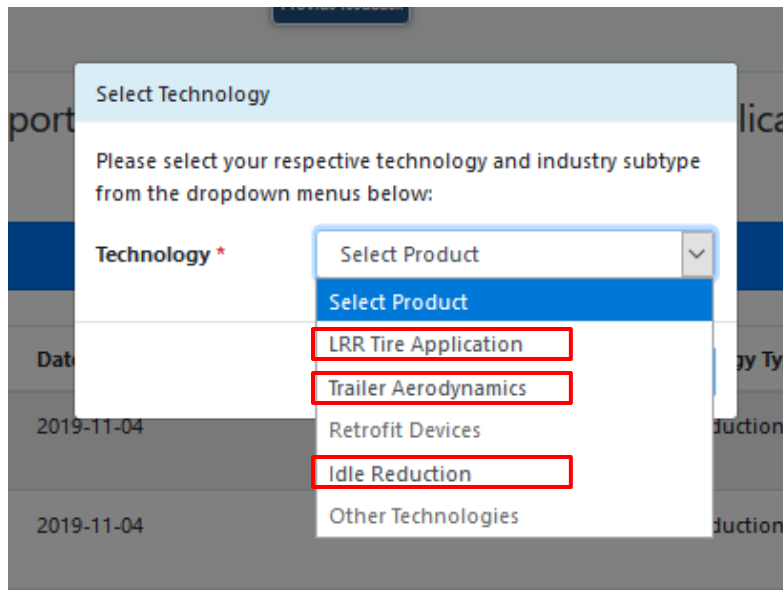 Select Technology
Please select your respective technology and industry subtype
from the dropdown menus below:
Technology *
Select Product
Select Product
LRR Tire Application
Trailer Aerodynamics
Retrofit Devices
Idle Reduction
Other Technologies
2019-11-04
2019-11-04